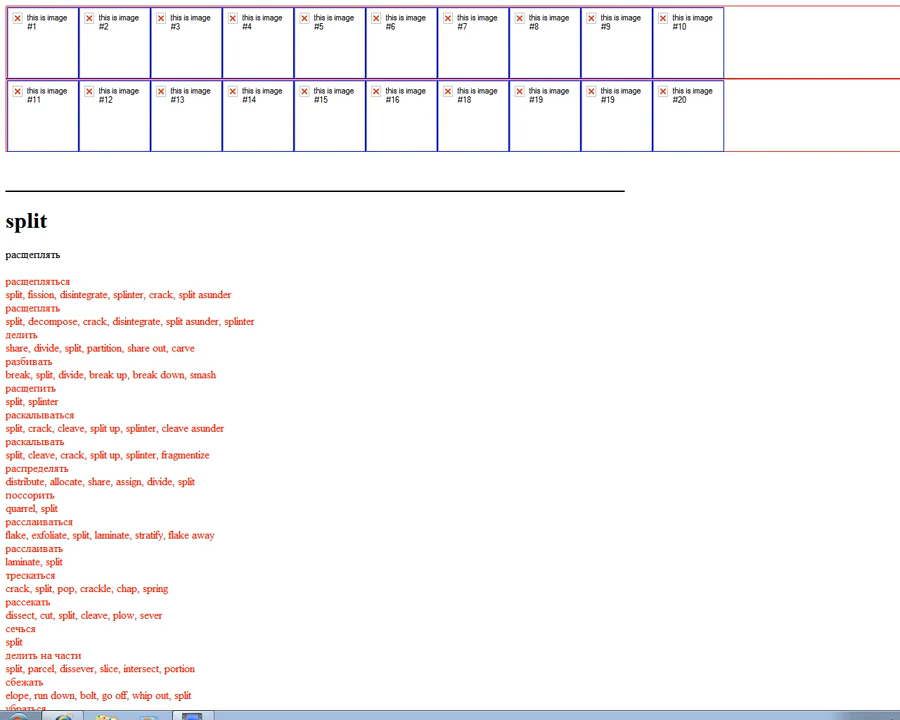 this is image #1
this is image #2
this is image #3
this is image #4
this is image #5
this is image #6
this is image #7
this is image #8
this is image #9
this is image #10
this is image #11
this is image #12
this is image #13
this is image #14
this is image #15
this is image #16
this is image #18
this is image #19
this is image #19
this is image #20
split
расщеплять
расщепляться
split, fission, disintegrate, splinter, crack, split asunder
расщеплять
split, decompose, crack, disintegrate, split asunder, splinter
делить
share, divide, split, partition, share out, carve
разбивать
break, split, divide, break up, break down, smash
расщепить
split, splinter
раскалываться
split, crack, cleave, split up, splinter, cleave asunder
раскалывать
split, cleave, crack, split up, splinter, fragmentize
распределять
distribute, allocate, share, assign, divide, split
поссорить
quarrel, split
расслаиваться
flake, exfoliate, split, laminate, stratify, flake away
расслаивать
laminate, split
трескаться
crack, split, pop, crackle, chap, spring
рассекать
dissect, cut, split, cleave, plow, sever
сечься
split
делить на части
split, parcel, dissever, slice, intersect, portion
сбежать
elope, run down, bolt, go off, whip out, split
убраться